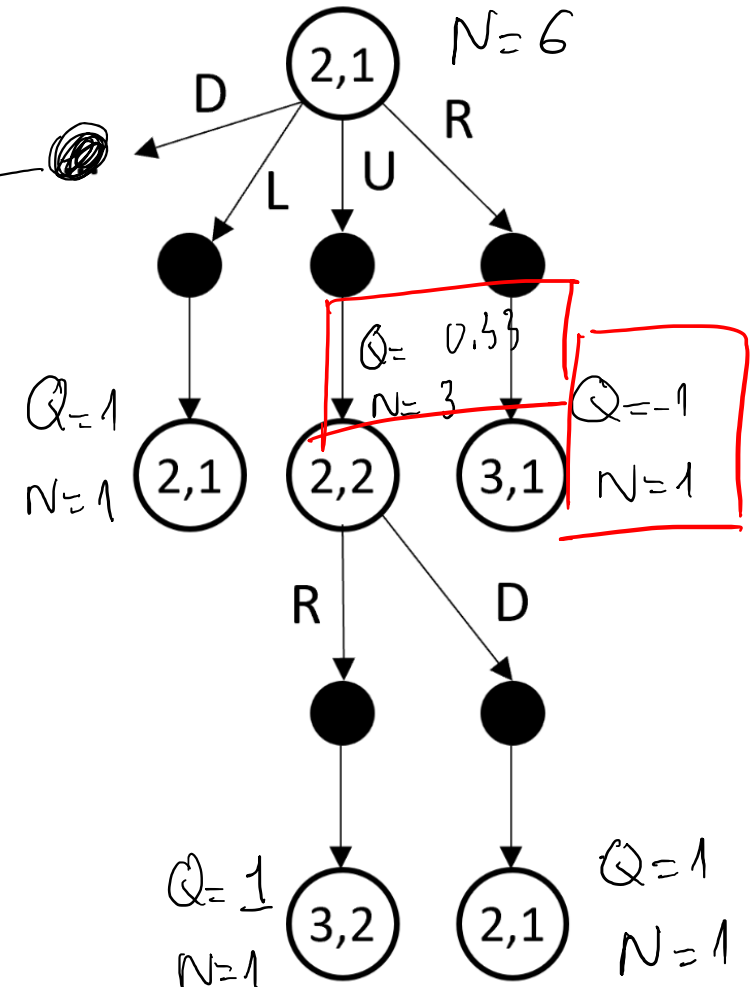 2,1 N=6
D
R
U
L
Q= 0.33
N=3
Q=1
Q=-1
N=1
N=1
2,1
2,2
3,1
R
D
Q=1
Q=1
3,2
2,1
N=1
N=1